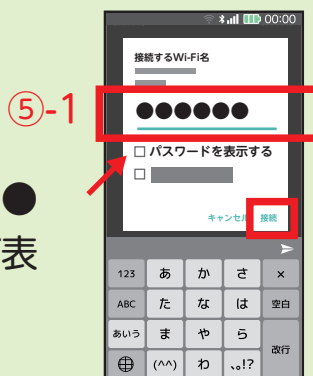 00:00
接続するWi-Fi名
⑤-1
●●●●●●
□ パスワードを表示する
□
●
表
キャンセル 接続
123 あ か さ ×
ABC た な は 空白
あいう ま や ら
改行
(^^) わ 、。!?